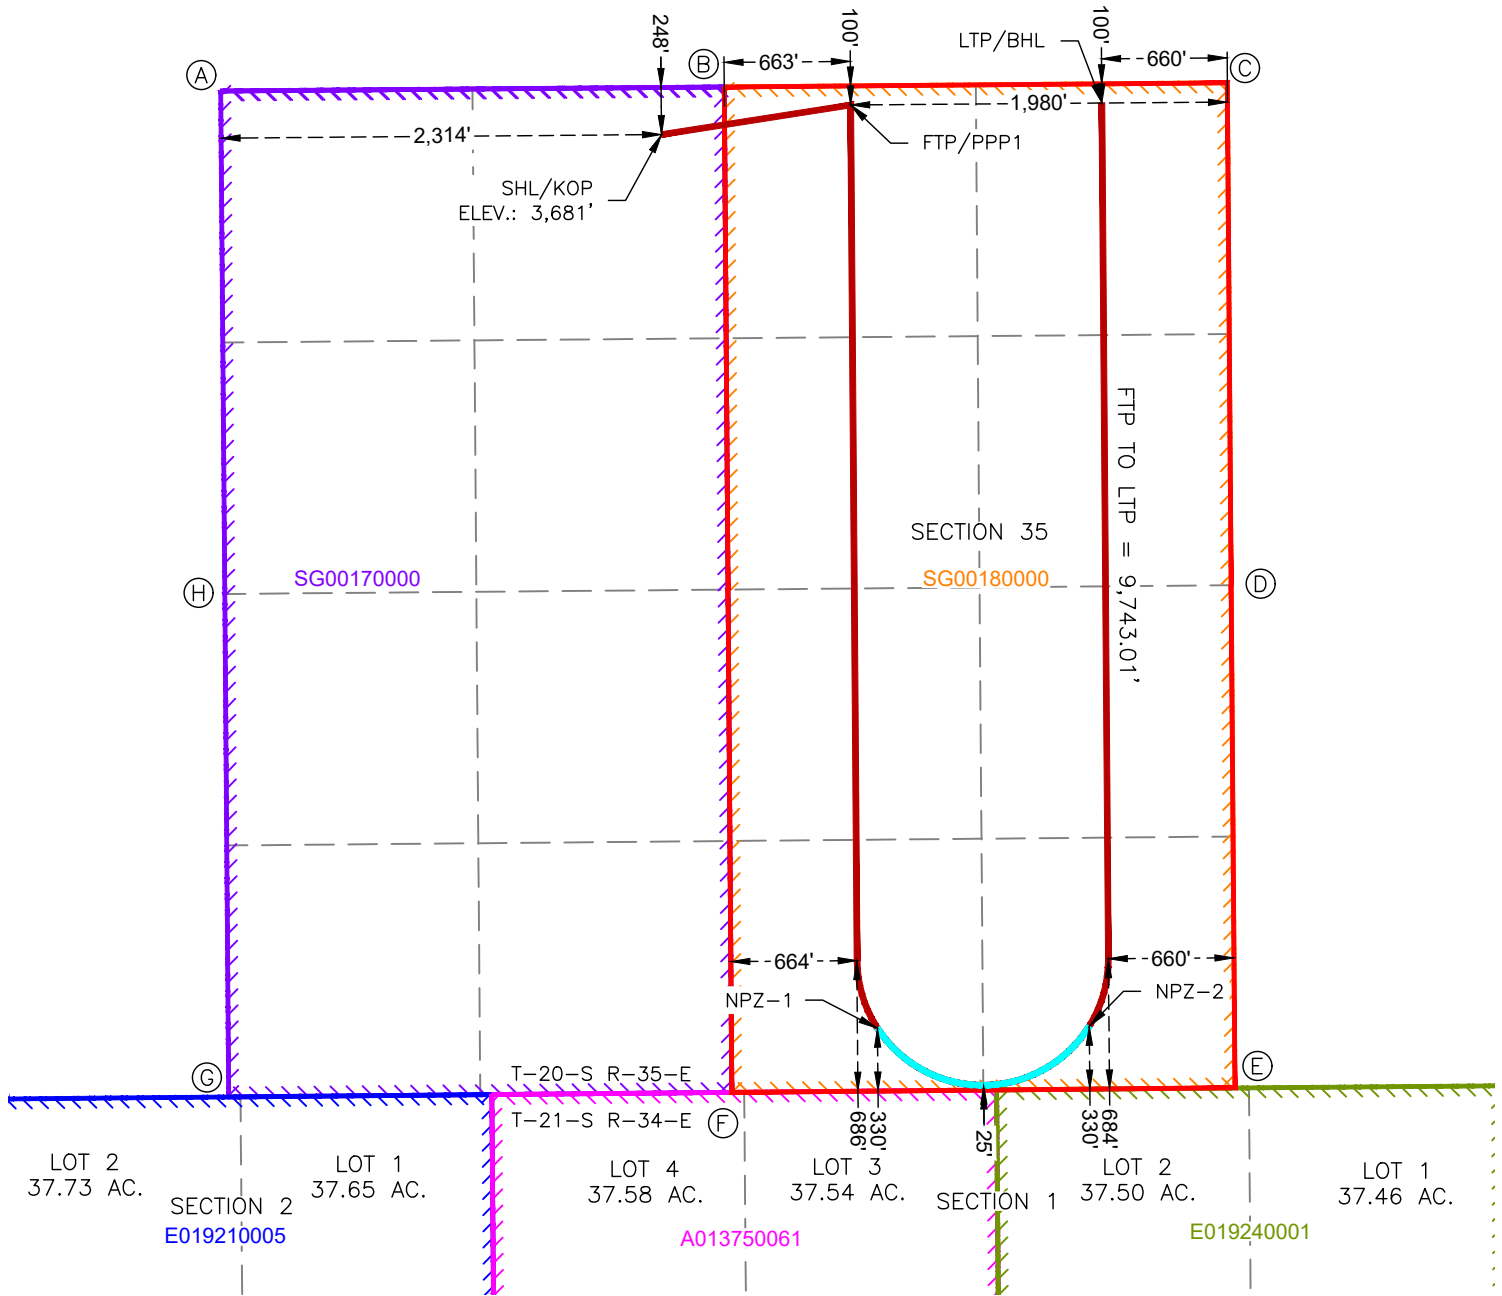 248'
100'
LTP/BHL
100'
A
B
663'
660'
C
1,980'
2,314'
FTP/PPP1
SHL/KOP
ELEV.: 3,681'
FTP TO LTP = 9,743.01'
SECTION 35
SG00170000
SG00180000
H
D
664'
660'
NPZ-1
NPZ-2
G
E
T-20-S R-35-E
T-21-S R-34-E
F
686'
330'
25'
330'
684'
LOT 2
37.73 AC.
LOT 1
37.65 AC.
LOT 4
37.58 AC.
LOT 3
37.54 AC.
LOT 2
37.50 AC.
LOT 1
37.46 AC.
SECTION 2
E019210005
SECTION 1
A013750061
E019240001